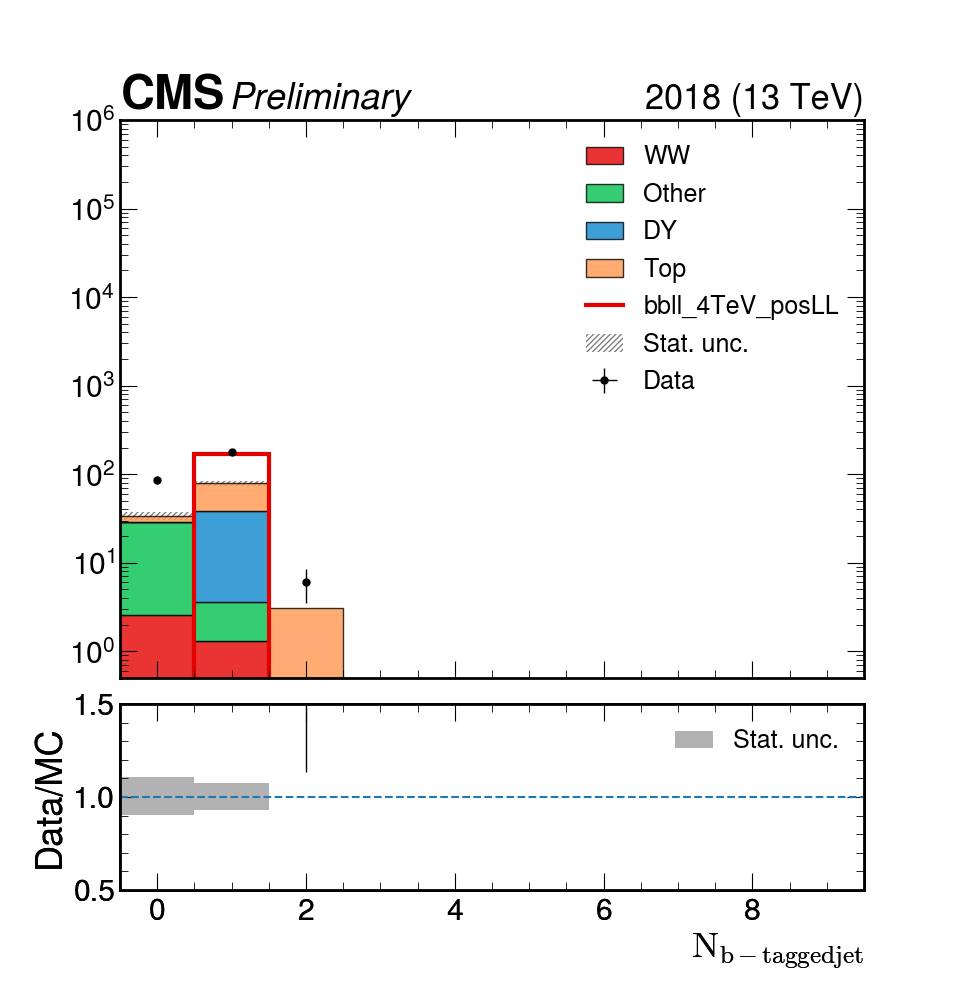 CMS Preliminary 2018 (13 TeV)
10^6
10^5
10^4
10^3
10^2
10^1
10^0
WW
Other
DY
Top
bbll_4TeV_posLL
Stat. unc.
Data
1.5
1.0
0.5
Data/MC
Stat. unc.
0 2 4 6 8
N_{b-taggedjet}